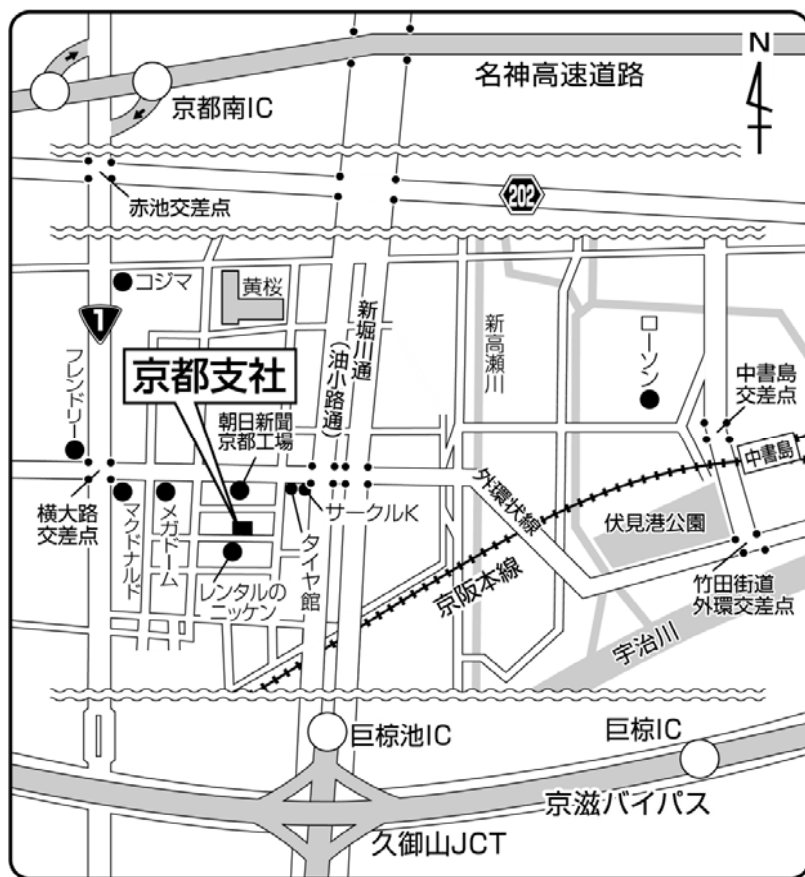 N
名神高速道路
京都南IC
赤池交差点
202
コジマ
黄桜
1
新堀川通
(油小路通)
新高瀬川
ローソン
フレンドリー
京都支社
中書島
交差点
朝日新聞
京都工場
中書島
横大路
交差点
マクドナルド
メガドーム
サークルK
タイヤ館
外環状線
伏見港公園
レンタルの
ニッケン
京阪本線
竹田街道
外環交差点
宇治川
巨椋池IC
巨椋IC
京滋バイパス
久御山JCT